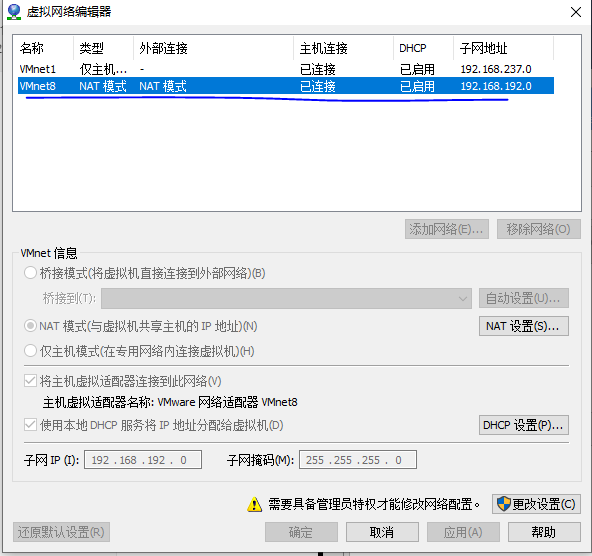 虚拟网络编辑器
名称 类型 外部连接 主机连接 DHCP 子网地址
VMnet1 仅主机... - 已连接 已启用 192.168.237.0
VMnet8 NAT 模式 NAT 模式 已连接 已启用 192.168.192.0
添加网络(E)... 移除网络(O)
VMnet 信息
桥接模式(将虚拟机直接连接到外部网络)(B)
桥接到(T): 自动设置(U)...
NAT 模式(与虚拟机共享主机的 IP 地址)(N) NAT 设置(S)...
仅主机模式(在专用网络内连接虚拟机)(H)
将主机虚拟适配器连接到此网络(V)
主机虚拟适配器名称: VMware 网络适配器 VMnet8
使用本地 DHCP 服务将 IP 地址分配给虚拟机(D) DHCP 设置(P)...
子网 IP (I): 192 . 168 . 192 . 0 子网掩码(M): 255 . 255 . 255 . 0
需要具备管理员特权才能修改网络配置。 更改设置(C)
还原默认设置(R) 确定 取消 应用(A) 帮助